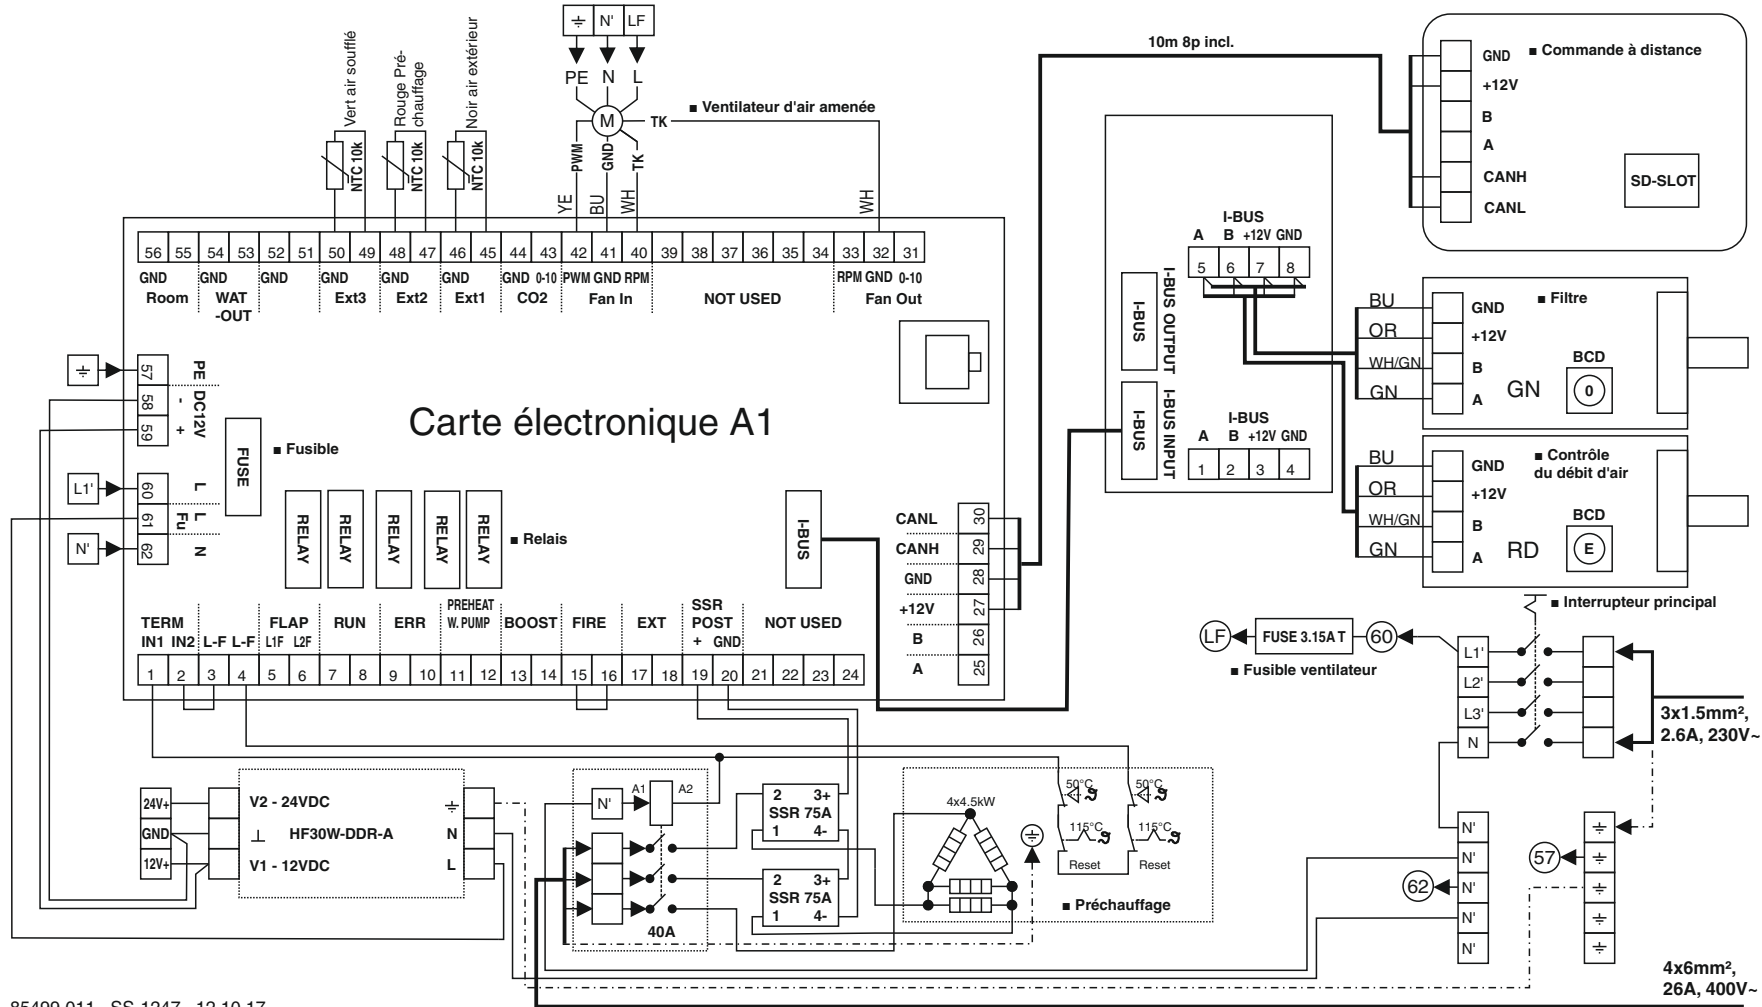 ⏚ N' LF
PE N L
M
TK
■ Ventilateur d'air amenée
Vert air soufflé
Rouge Pré-
chauffage
Noir air extérieur
NTC 10k
NTC 10k
NTC 10k
PWM
GND
TK
YE
BU
WH
WH
56 55 54 53 52 51 50 49 48 47 46 45 44 43 42 41 40 39 38 37 36 35 34 33 32 31
GND GND GND GND GND GND GND 0-10 PWM GND RPM RPM GND 0-10
Room WAT Ext3 Ext2 Ext1 CO2 Fan In NOT USED Fan Out
-OUT
57 PE
58 -
59 +
DC12V
L1' 60 L
61 L
Fu
N' 62 N
FUSE
■ Fusible
Carte électronique A1
RELAY
RELAY
RELAY
RELAY
RELAY
■ Relais
I-BUS
CANL 30
CANH 29
GND 28
+12V 27
B 26
A 25
PREHEAT SSR
TERM FLAP RUN ERR W. PUMP BOOST FIRE EXT POST NOT USED
IN1 IN2 L-F L-F L1F L2F + GND
1 2 3 4 5 6 7 8 9 10 11 12 13 14 15 16 17 18 19 20 21 22 23 24
10m 8p incl.
GND
+12V
B
A
CANH
CANL
■ Commande à distance
SD-SLOT
I-BUS
A B +12V GND
5 6 7 8
I-BUS
I-BUS OUTPUT
I-BUS
I-BUS INPUT
I-BUS
A B +12V GND
1 2 3 4
BU GND
OR +12V
WH/GN B
GN A
■ Filtre
GN
BCD
0
BU GND
OR +12V
WH/GN B
GN A
■ Contrôle
du débit d'air
RD
BCD
E
■ Interrupteur principal
LF FUSE 3.15A T 60
■ Fusible ventilateur
L1'
L2'
L3'
N
3x1.5mm²,
2.6A, 230V~
24V+
GND
12V+
V2 - 24VDC
⊥ HF30W-DDR-A
V1 - 12VDC
⏚
N
L
N' A1 A2
40A
2 3+
SSR 75A
1 4-
2 3+
SSR 75A
1 4-
4x4.5kW
⏚
50°C
50°C
115°C
115°C
Reset
Reset
■ Préchauffage
N'
N'
N'
N'
N'
62
57
⏚
⏚
⏚
⏚
⏚
4x6mm²,
26A, 400V~
85499.011 SS-1247 12.10.17